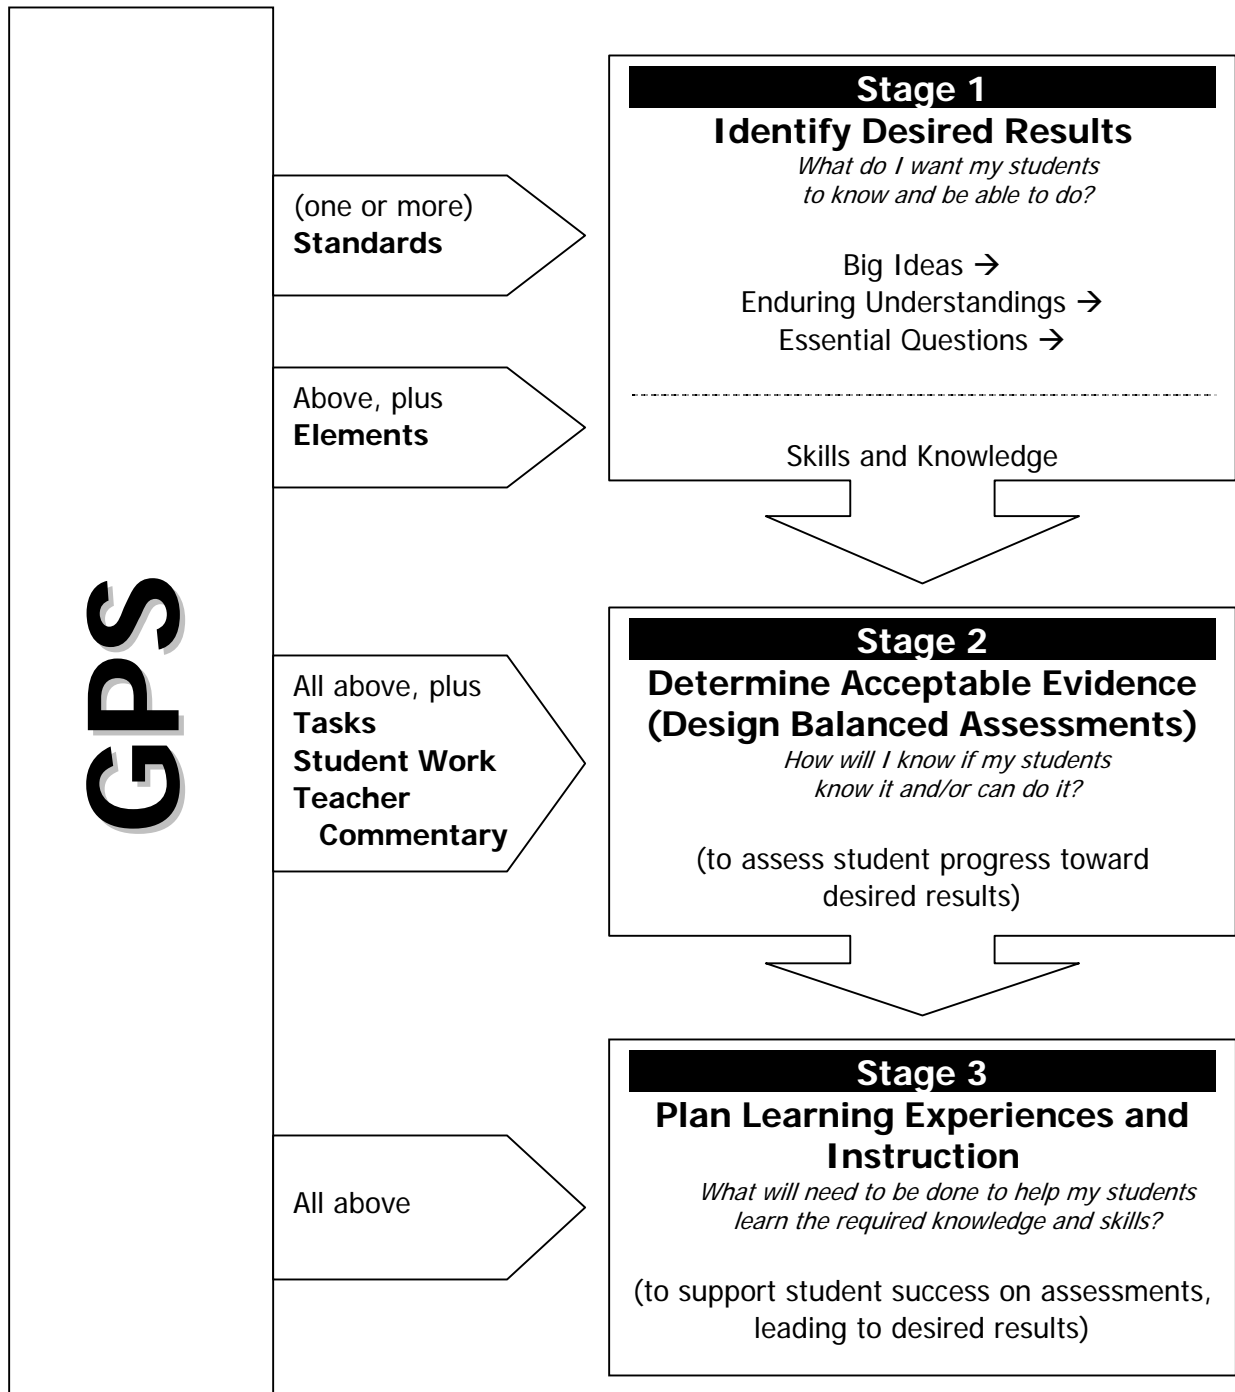 GPS
(one or more)
Standards
Above, plus
Elements
All above, plus
Tasks
Student Work
Teacher
Commentary
All above
Stage 1
Identify Desired Results
What do I want my students
to know and be able to do?
Big Ideas →
Enduring Understandings →
Essential Questions →
Skills and Knowledge
Stage 2
Determine Acceptable Evidence
(Design Balanced Assessments)
How will I know if my students
know it and/or can do it?
(to assess student progress toward
desired results)
Stage 3
Plan Learning Experiences and
Instruction
What will need to be done to help my students
learn the required knowledge and skills?
(to support student success on assessments,
leading to desired results)